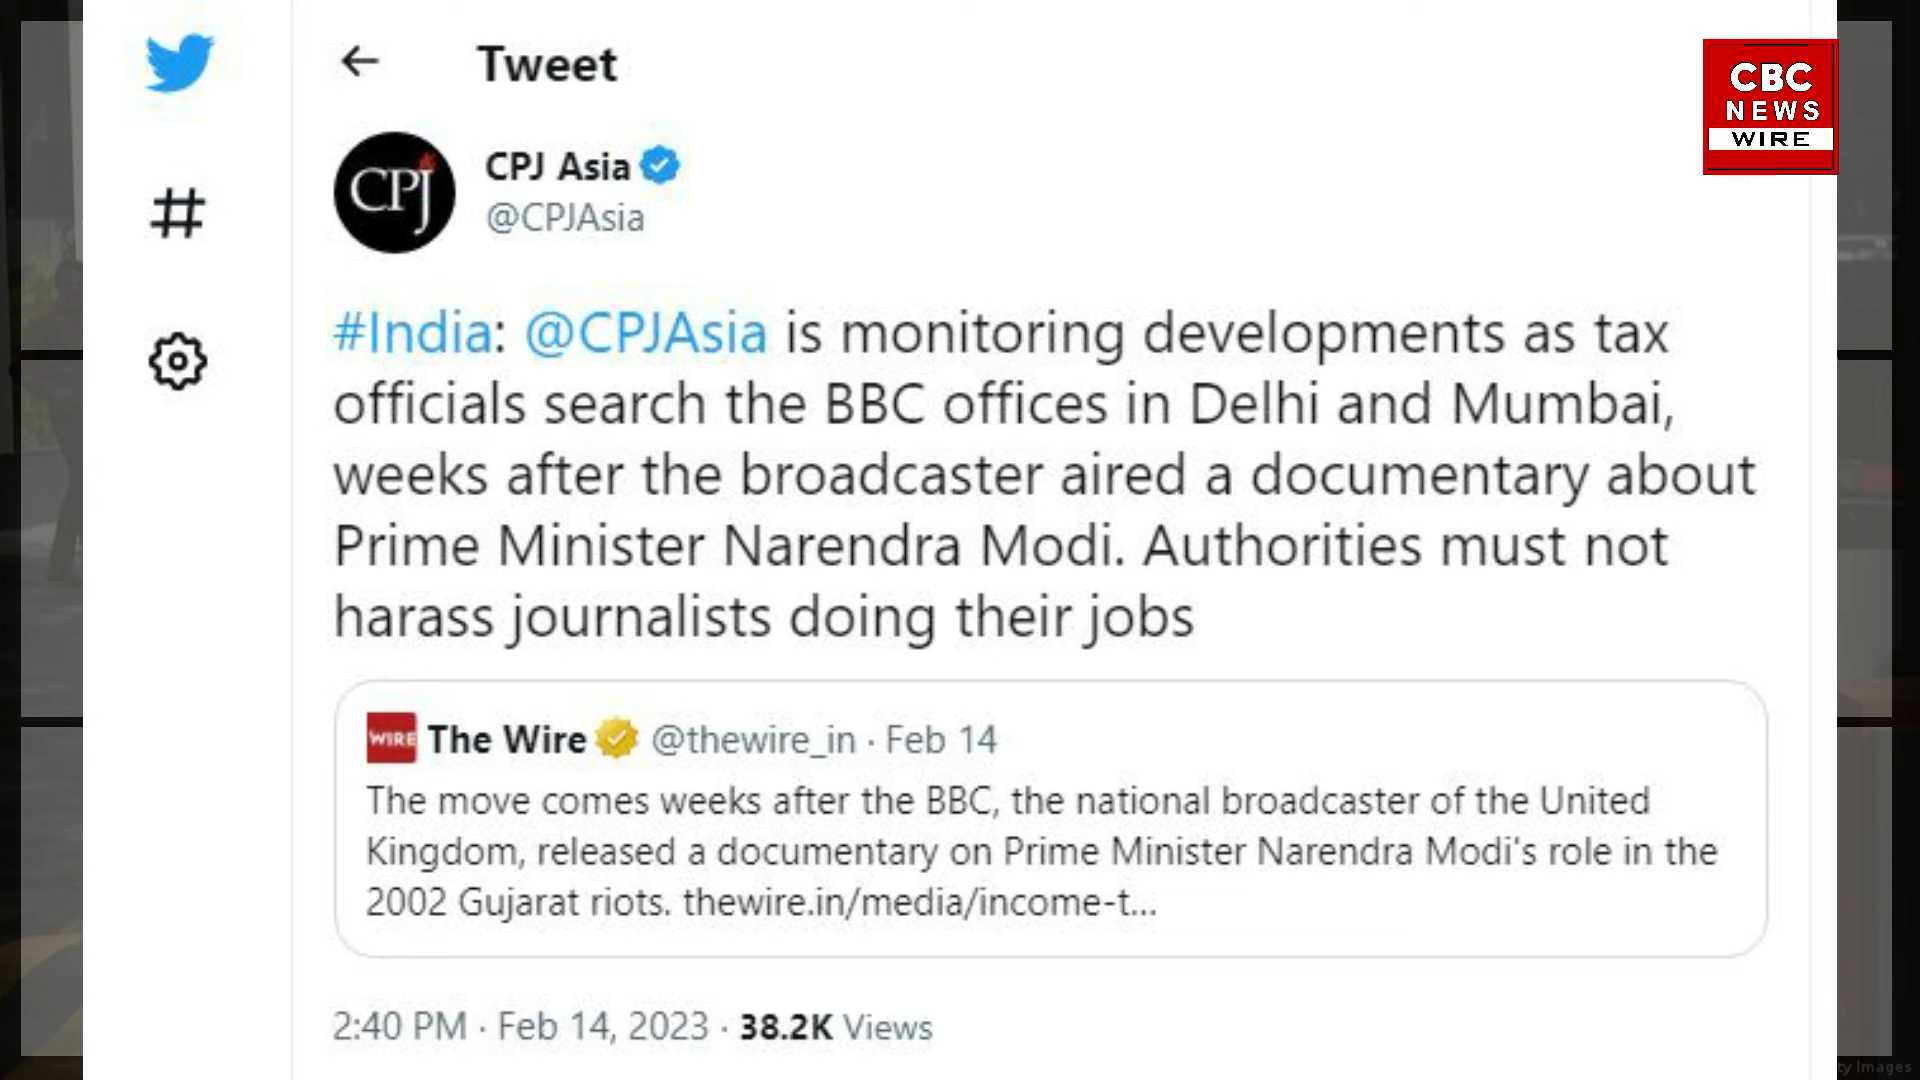 Tweet
CBC
NEWS
WIRE
CPJ
CPJ Asia
@CPJAsia
#India: @CPJAsia is monitoring developments as tax
officials search the BBC offices in Delhi and Mumbai,
weeks after the broadcaster aired a documentary about
Prime Minister Narendra Modi. Authorities must not
harass journalists doing their jobs
WIRE The Wire @thewire_in · Feb 14
The move comes weeks after the BBC, the national broadcaster of the United
Kingdom, released a documentary on Prime Minister Narendra Modi's role in the
2002 Gujarat riots. thewire.in/media/income-t...
2:40 PM · Feb 14, 2023 · 38.2K Views
Images